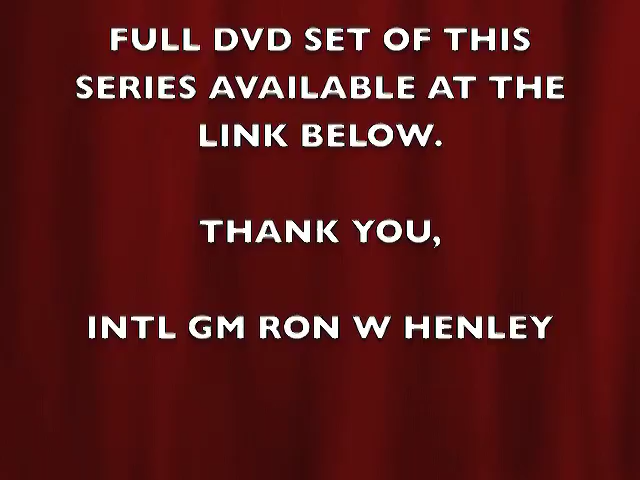 FULL DVD SET OF THIS
SERIES AVAILABLE AT THE
LINK BELOW.
THANK YOU,
INTL GM RON W HENLEY